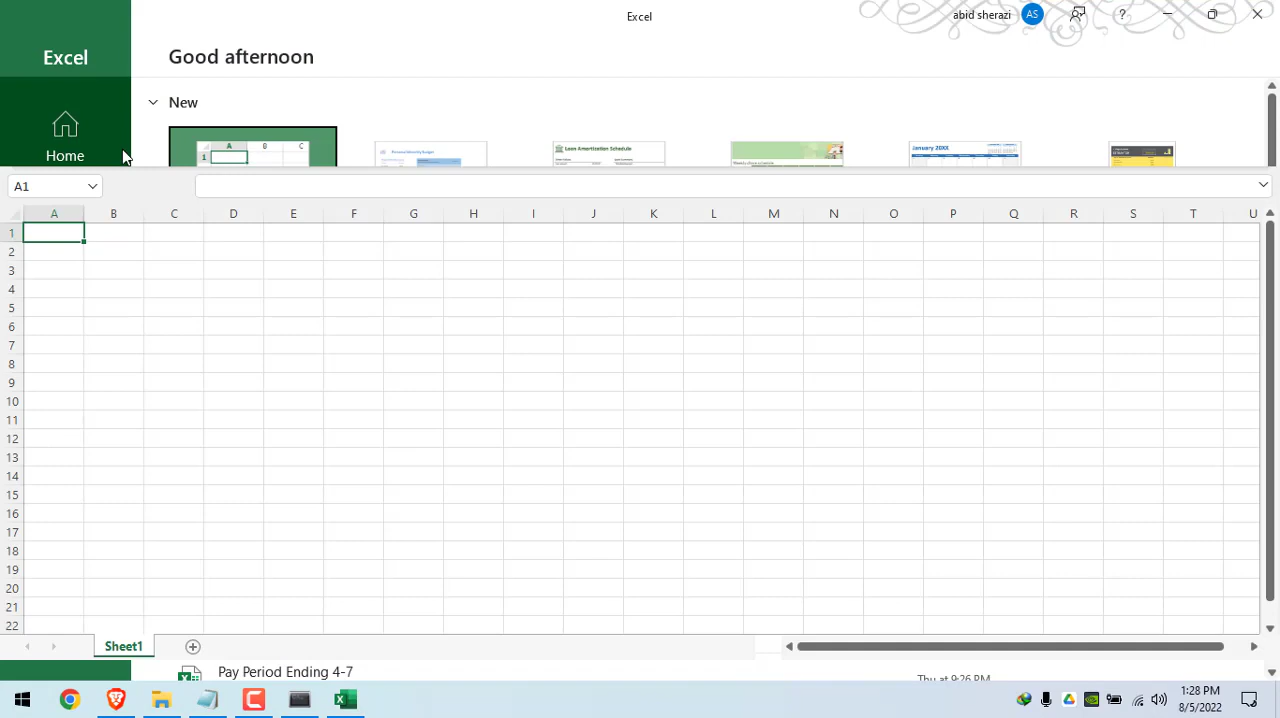 Excel
abid sherazi AS ?
Excel
Good afternoon
New
Home
A B C
1
Loan Amortization Schedule
January 20XX
A1
A B C D E F G H I J K L M N O P Q R S T U
1
2
3
4
5
6
7
8
9
10
11
12
13
14
15
16
17
18
19
20
21
22
Sheet1
Pay Period Ending 4-7
Thu at 9:26 PM
1:28 PM
8/5/2022